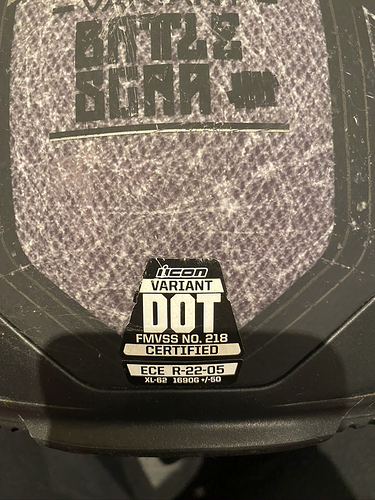 BATTLE
SCAR
icon
VARIANT
DOT
FMVSS NO. 218
CERTIFIED
ECE R-22-05
XL-62 1690G +/-50